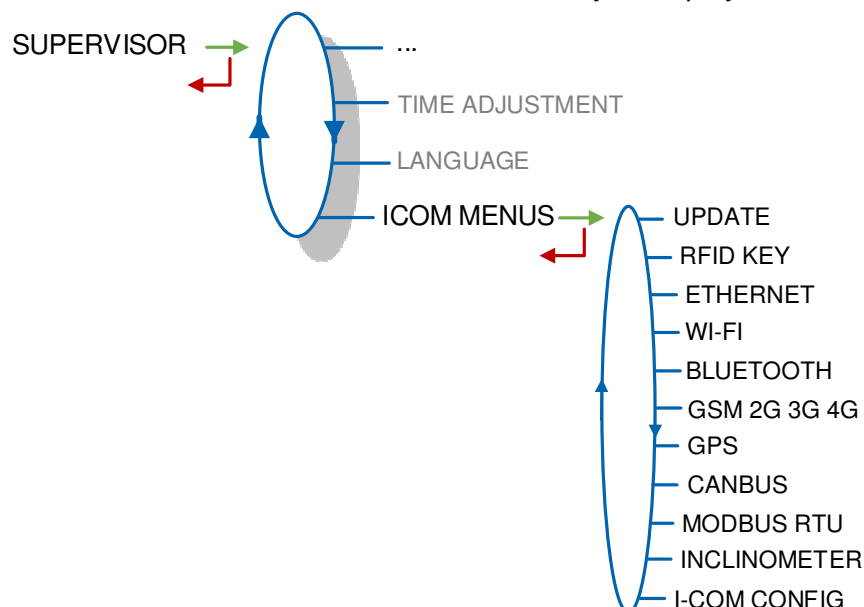 SUPERVISOR
...
TIME ADJUSTMENT
LANGUAGE
ICOM MENUS
UPDATE
RFID KEY
ETHERNET
WI-FI
BLUETOOTH
GSM 2G 3G 4G
GPS
CANBUS
MODBUS RTU
INCLINOMETER
I-COM CONFIG